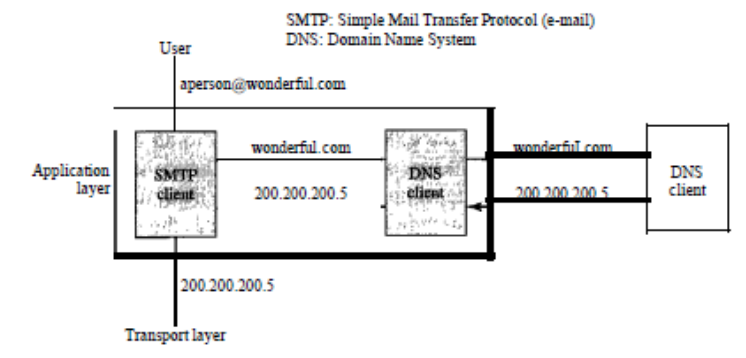 SMTP: Simple Mail Transfer Protocol (e-mail)
DNS: Domain Name System
User
aperson@wonderful.com
wonderful.com
wonderful.com
Application
layer
SMTP
client
DNS
client
DNS
client
200.200.200.5
200.200.200.5
200.200.200.5
Transport layer